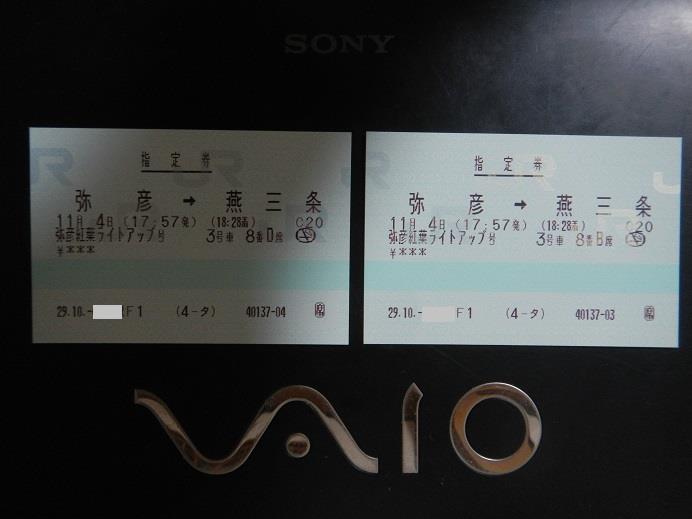 SONY
指定券
弥彦 → 燕三条
11月 4日 (17:57発) (18:28着) C20
弥彦紅葉ライトアップ号 3号車 8番D席
¥***
29.10.- F1 (4-タ) 40137-04
指定券
弥彦 → 燕三条
11月 4日 (17:57発) (18:28着) C20
弥彦紅葉ライトアップ号 3号車 8番B席
¥***
29.10.- F1 (4-タ) 40137-03
VAIO